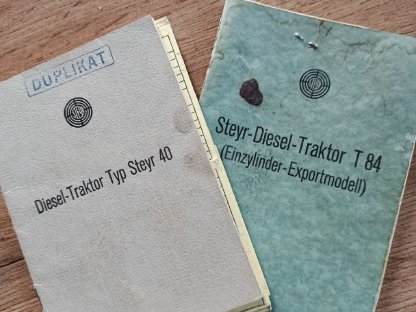 DUPLIKAT
Diesel-Traktor Typ Steyr 40
Steyr-Diesel-Traktor T 84
(Einzylinder-Exportmodell)